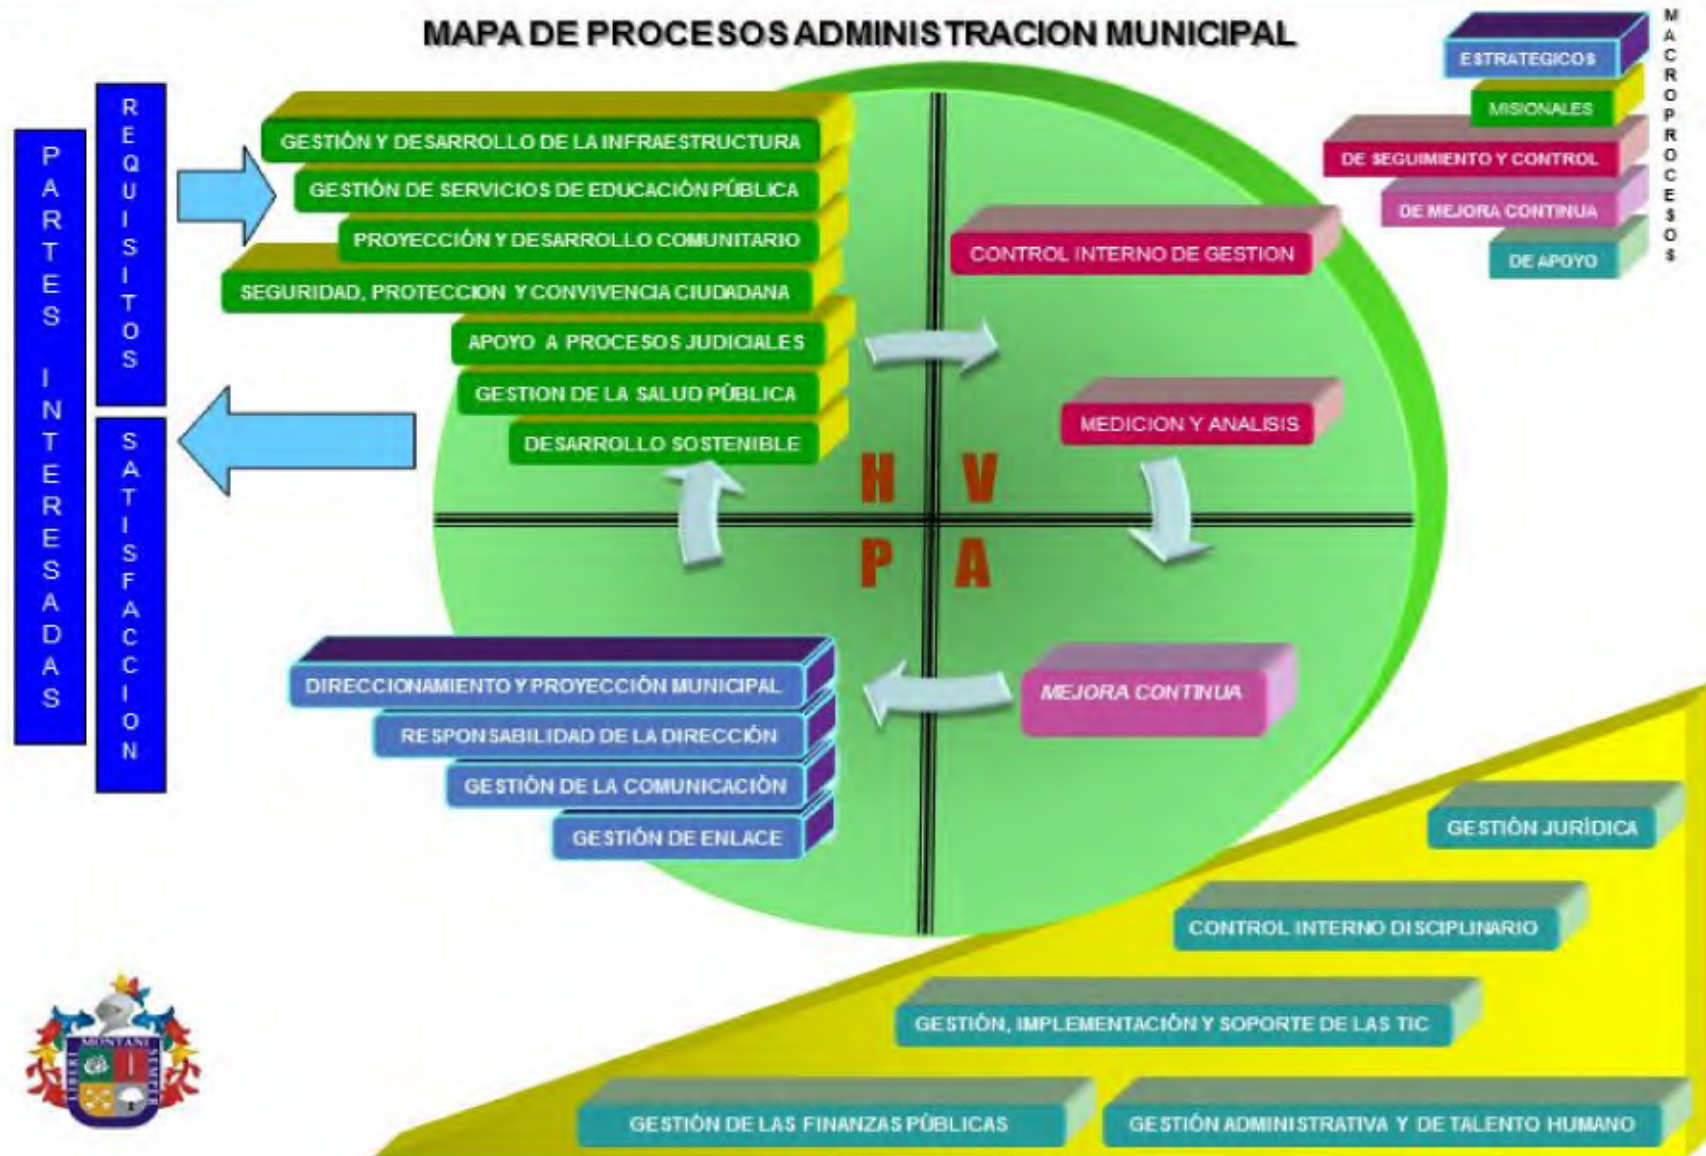 MAPA DE PROCESOS ADMINISTRACION MUNICIPAL
MACROPROCESOS
ESTRATEGICOS
MISIONALES
DE SEGUIMIENTO Y CONTROL
DE MEJORA CONTINUA
DE APOYO
PARTES INTERESADAS
REQUISITOS
SATISFACCION
GESTIÓN Y DESARROLLO DE LA INFRAESTRUCTURA
GESTIÓN DE SERVICIOS DE EDUCACIÓN PÚBLICA
PROYECCIÓN Y DESARROLLO COMUNITARIO
SEGURIDAD, PROTECCION Y CONVIVENCIA CIUDADANA
APOYO A PROCESOS JUDICIALES
GESTION DE LA SALUD PÚBLICA
DESARROLLO SOSTENIBLE
CONTROL INTERNO DE GESTION
MEDICION Y ANALISIS
H V
P A
DIRECCIONAMIENTO Y PROYECCIÓN MUNICIPAL
RESPONSABILIDAD DE LA DIRECCIÓN
GESTIÓN DE LA COMUNICACIÓN
GESTIÓN DE ENLACE
MEJORA CONTINUA
GESTIÓN JURÍDICA
CONTROL INTERNO DISCIPLINARIO
GESTIÓN, IMPLEMENTACIÓN Y SOPORTE DE LAS TIC
GESTIÓN DE LAS FINANZAS PÚBLICAS
GESTIÓN ADMINISTRATIVA Y DE TALENTO HUMANO
MONTANI
SEMPER
LIBERI